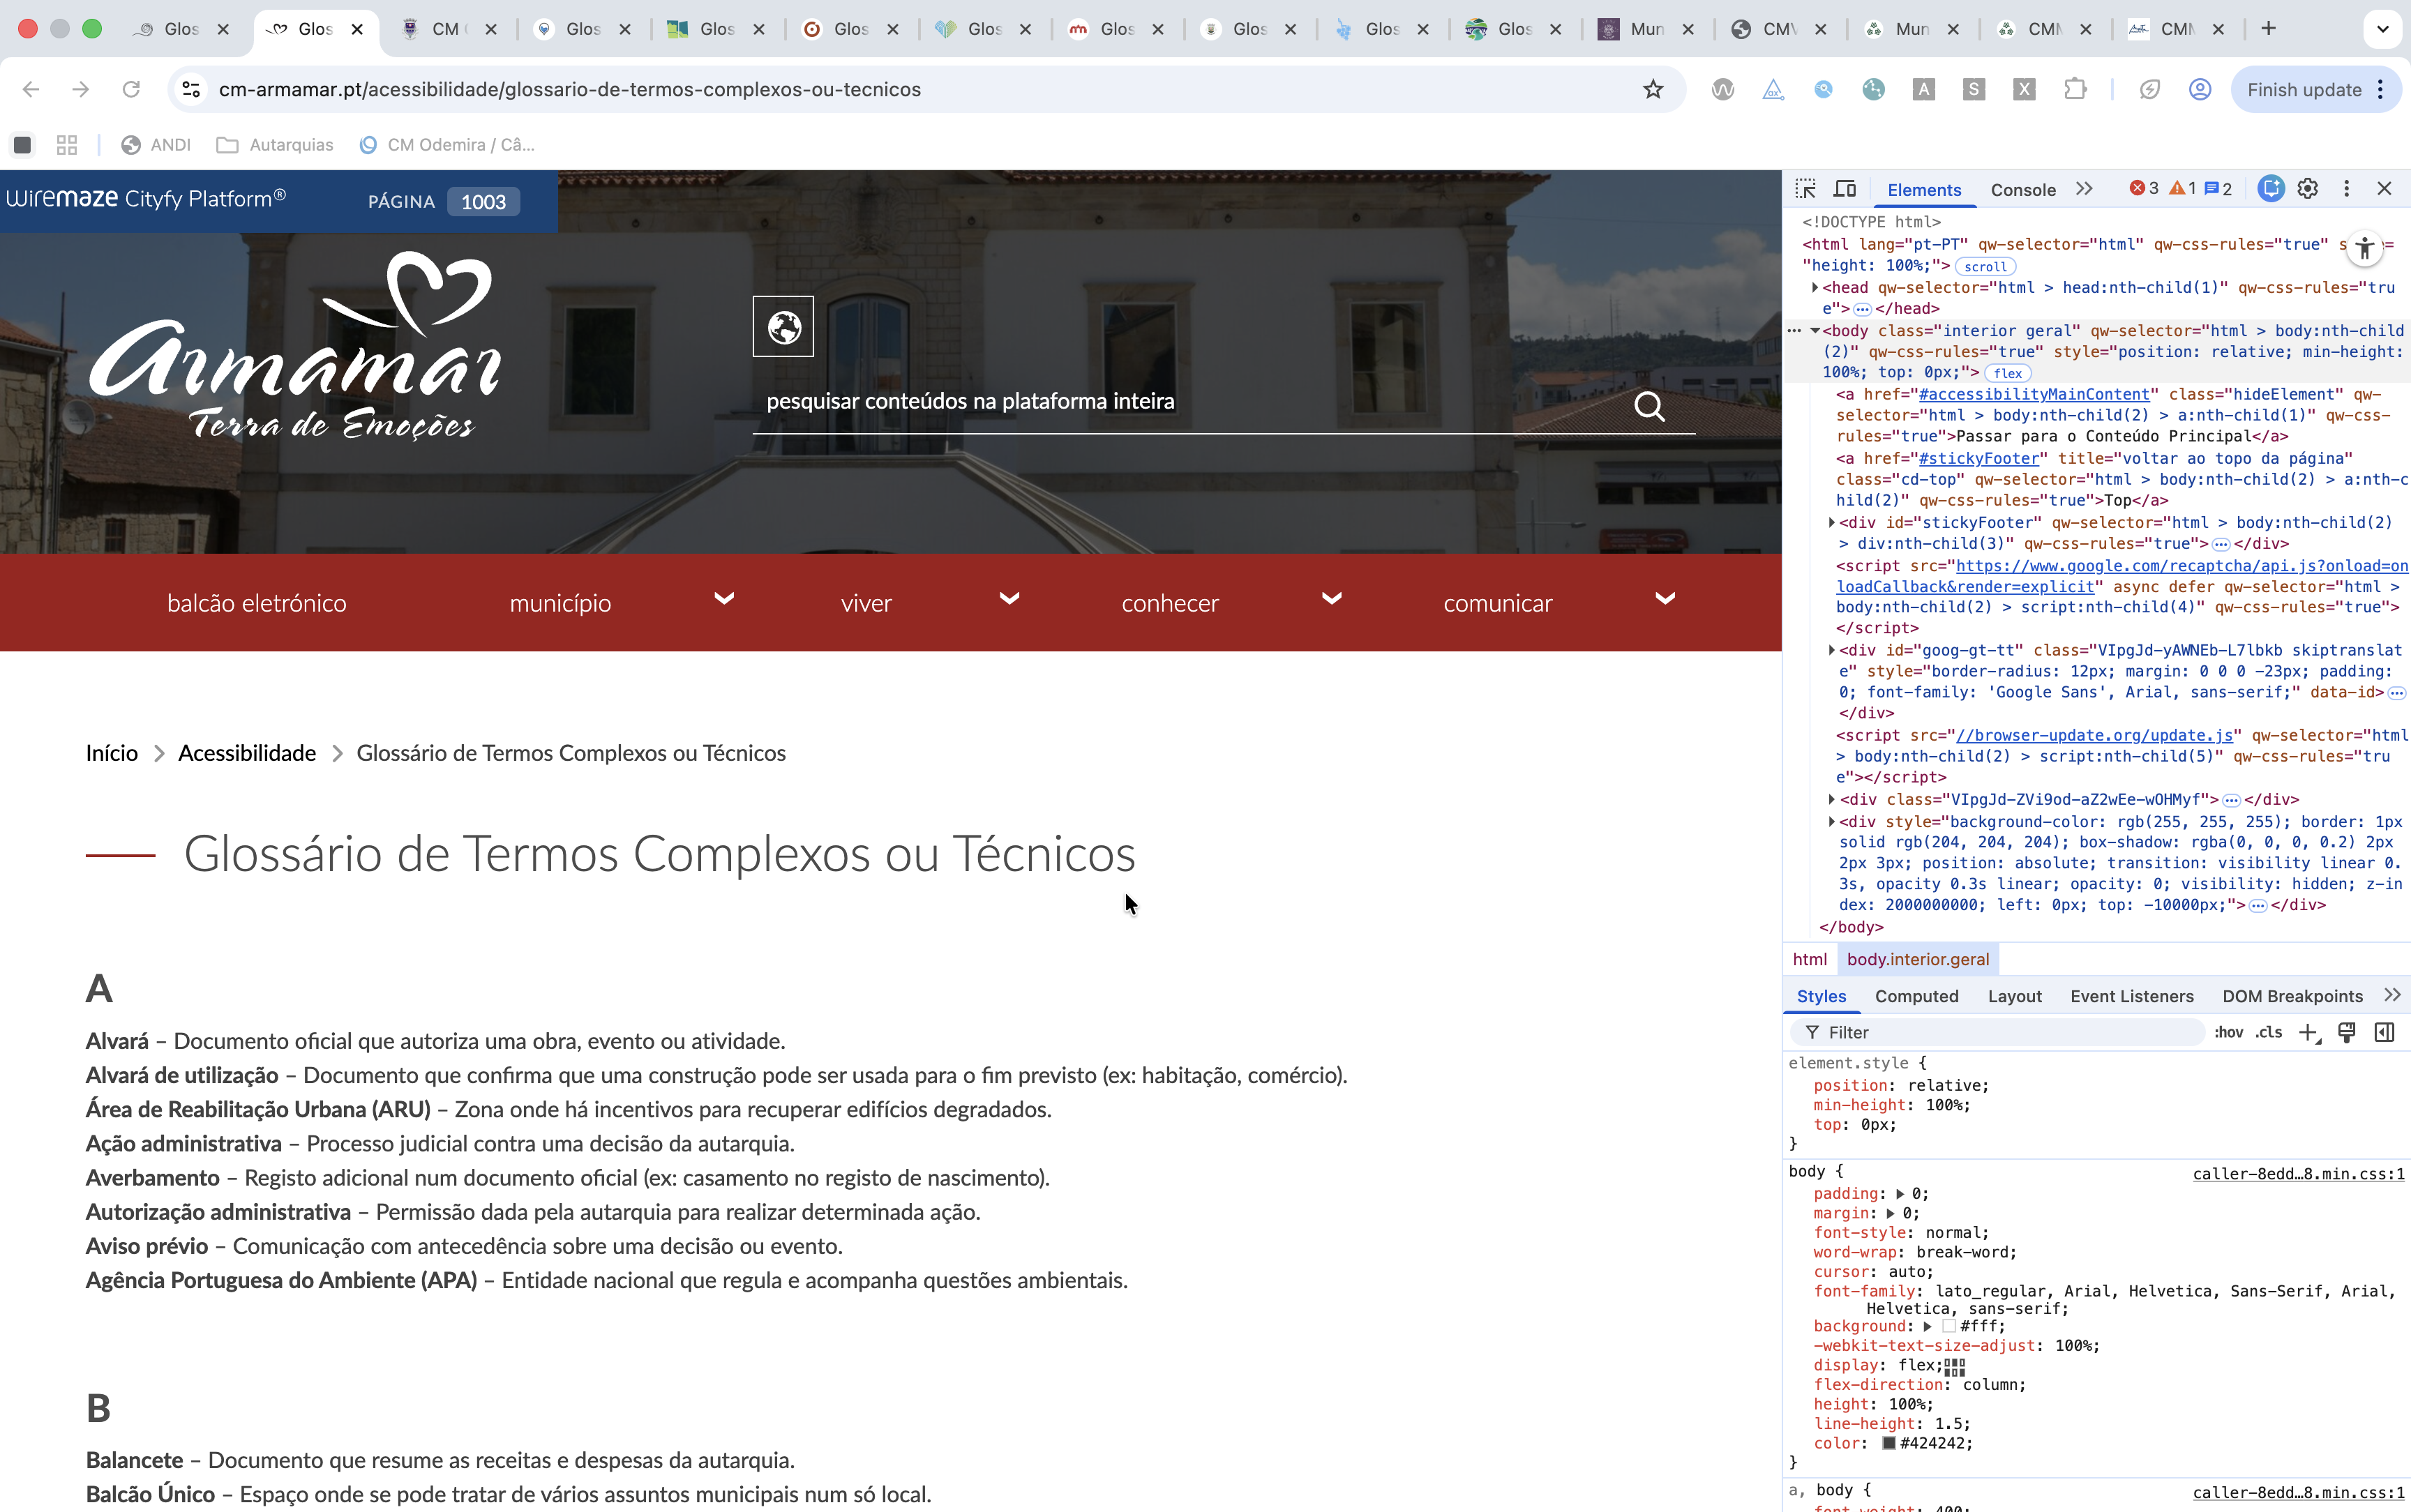 Glos
Glos
CM
Glos
Glos
Glos
Glos
Glos
Glos
Glos
Glos
Mun
CMV
Mun
CMM
CMM
cm-armamar.pt/acessibilidade/glossario-de-termos-complexos-ou-tecnicos
A
S
X
Finish update
ANDI
Autarquias
CM Odemira / Câ...
wiremaze Cityfy Platform®
PÁGINA 1003
Armamar
Terra de Emoções
pesquisar conteúdos na plataforma inteira
balcão eletrónico
município
viver
conhecer
comunicar
Início > Acessibilidade > Glossário de Termos Complexos ou Técnicos
Glossário de Termos Complexos ou Técnicos
A
Alvará – Documento oficial que autoriza uma obra, evento ou atividade.
Alvará de utilização – Documento que confirma que uma construção pode ser usada para o fim previsto (ex: habitação, comércio).
Área de Reabilitação Urbana (ARU) – Zona onde há incentivos para recuperar edifícios degradados.
Ação administrativa – Processo judicial contra uma decisão da autarquia.
Averbamento – Registo adicional num documento oficial (ex: casamento no registo de nascimento).
Autorização administrativa – Permissão dada pela autarquia para realizar determinada ação.
Aviso prévio – Comunicação com antecedência sobre uma decisão ou evento.
Agência Portuguesa do Ambiente (APA) – Entidade nacional que regula e acompanha questões ambientais.
B
Balancete – Documento que resume as receitas e despesas da autarquia.
Balcão Único – Espaço onde se pode tratar de vários assuntos municipais num só local.
Elements
Console
3
1
2
<!DOCTYPE html>
<html lang="pt-PT" qw-selector="html" qw-css-rules="true" s =
"height: 100%;"> scroll
<head qw-selector="html > head:nth-child(1)" qw-css-rules="tru
e"> … </head>
<body class="interior geral" qw-selector="html > body:nth-child
(2)" qw-css-rules="true" style="position: relative; min-height:
100%; top: 0px;"> flex
<a href="#accessibilityMainContent" class="hideElement" qw-
selector="html > body:nth-child(2) > a:nth-child(1)" qw-css-
rules="true">Passar para o Conteúdo Principal</a>
<a href="#stickyFooter" title="voltar ao topo da página"
class="cd-top" qw-selector="html > body:nth-child(2) > a:nth-c
hild(2)" qw-css-rules="true">Top</a>
<div id="stickyFooter" qw-selector="html > body:nth-child(2)
> div:nth-child(3)" qw-css-rules="true"> … </div>
<script src="https://www.google.com/recaptcha/api.js?onload=on
loadCallback&render=explicit" async defer qw-selector="html >
body:nth-child(2) > script:nth-child(4)" qw-css-rules="true">
</script>
<div id="goog-gt-tt" class="VIpgJd-yAWNEb-L7lbkb skiptranslat
e" style="border-radius: 12px; margin: 0 0 0 -23px; padding:
0; font-family: 'Google Sans', Arial, sans-serif;" data-id> …
</div>
<script src="//browser-update.org/update.js" qw-selector="html
> body:nth-child(2) > script:nth-child(5)" qw-css-rules="tru
e"></script>
<div class="VIpgJd-ZVi9od-aZ2wEe-wOHMyf"> … </div>
<div style="background-color: rgb(255, 255, 255); border: 1px
solid rgb(204, 204, 204); box-shadow: rgba(0, 0, 0, 0.2) 2px
2px 3px; position: absolute; transition: visibility linear 0.
3s, opacity 0.3s linear; opacity: 0; visibility: hidden; z-in
dex: 2000000000; left: 0px; top: -10000px;"> … </div>
</body>
html body.interior.geral
Styles
Computed
Layout
Event Listeners
DOM Breakpoints
Filter
:hov .cls
element.style {
position: relative;
min-height: 100%;
top: 0px;
}
body { caller-8edd…8.min.css:1
padding: 0;
margin: 0;
font-style: normal;
word-wrap: break-word;
cursor: auto;
font-family: lato_regular, Arial, Helvetica, Sans-Serif, Arial,
Helvetica, sans-serif;
background: #fff;
-webkit-text-size-adjust: 100%;
display: flex;
flex-direction: column;
height: 100%;
line-height: 1.5;
color: #424242;
}
a, body { caller-8edd…8.min.css:1
font-weight: 400;